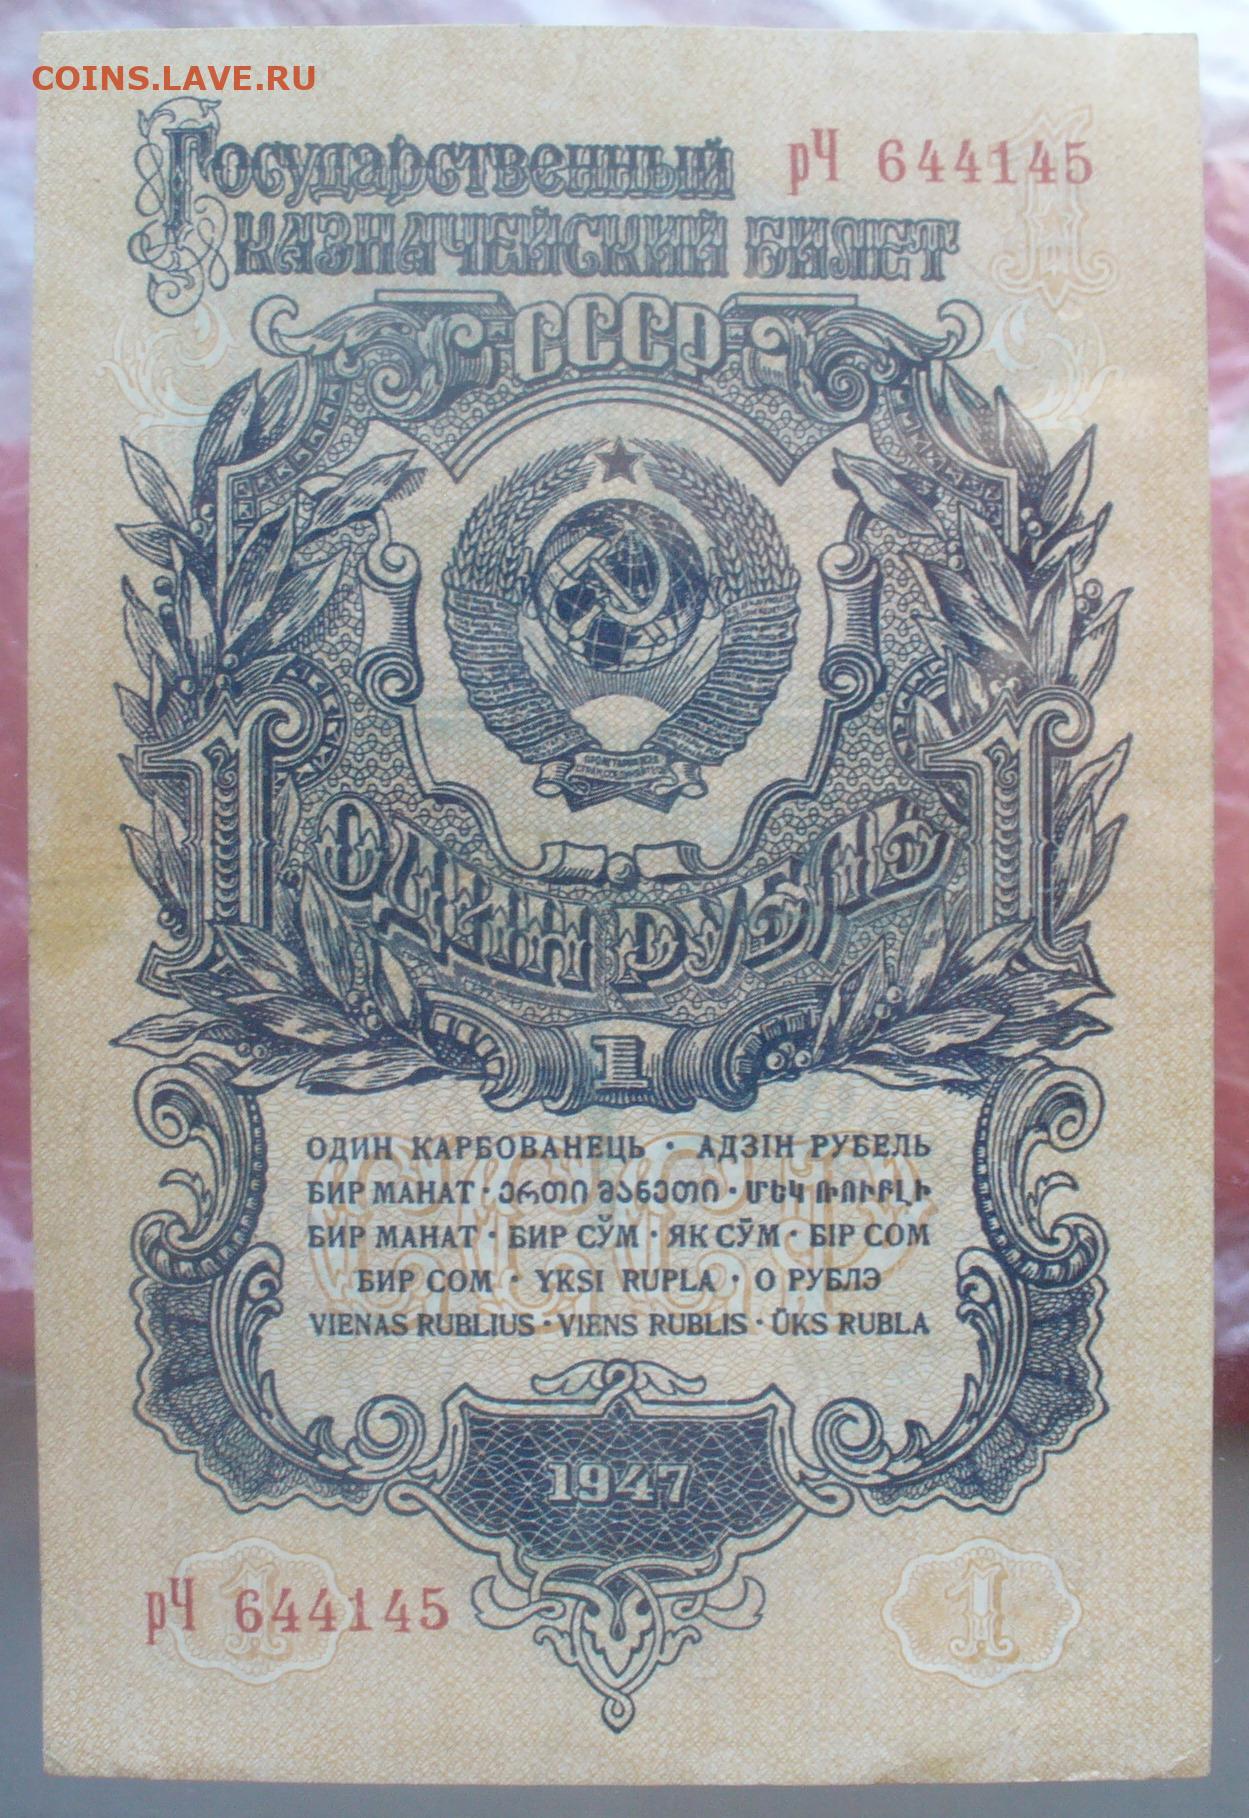 COINS.LAVE.RU
Государственный рЧ 644145
казначейский билет
СССР
1 1
Один рубль
1
ОДИН КАРБОВАНЕЦЬ · АДЗІН РУБЕЛЬ
БИР МАНАТ · ერთი მანეთი · ՄԵԿ ՌՈՒԲԼԻ
БИР МАНАТ · БИР СЎМ · ЯК СӮМ · БІР СОМ
БИР СОМ · YKSI RUPLA · О РУБЛЭ
VIENAS RUBLIUS · VIENS RUBLIS · ÜKS RUBLA
1947
рЧ 644145 1